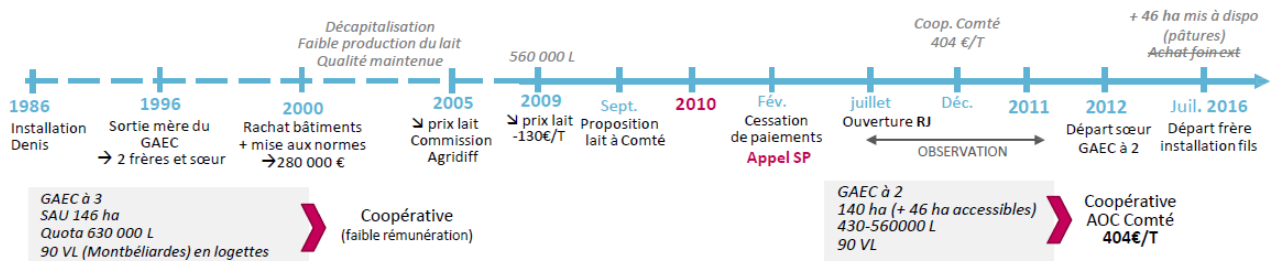 Décapitalisation
Faible production du lait
Qualité maintenue
560 000 L
Coop. Comté
404 €/T
+ 46 ha mis à dispo
(pâtures)
Achat foin ext
1986
Installation
Denis
1996
Sortie mère du
GAEC
→ 2 frères et sœur
2000
Rachat bâtiments
+ mise aux normes
→280 000 €
2005
↘ prix lait
Commission
Agridiff
2009
↘ prix lait
-130€/T
Sept.
Proposition
lait à Comté
2010
Fév.
Cessation
de paiements
Appel SP
juillet
Ouverture RJ
Déc.
2011
OBSERVATION
2012
Départ sœur
GAEC à 2
Juil. 2016
Départ frère
installation fils
GAEC à 3
SAU 146 ha
Quota 630 000 L
90 VL (Montbéliardes) en logettes
Coopérative
(faible rémunération)
GAEC à 2
140 ha (+ 46 ha accessibles)
430-560000 L
90 VL
Coopérative
AOC Comté
404€/T